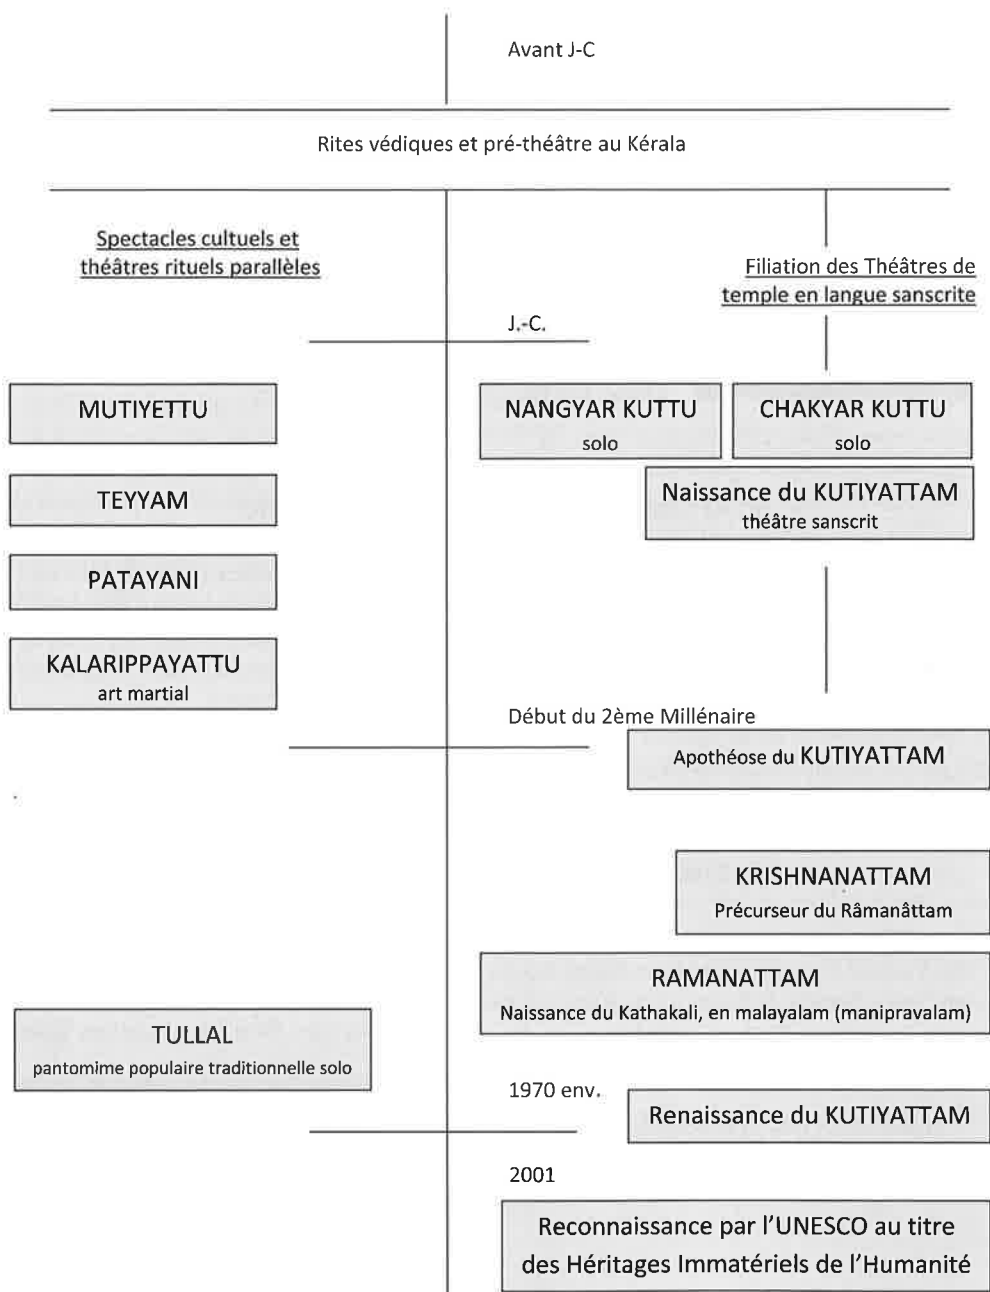 Avant J-C
Rites védiques et pré-théâtre au Kérala
Spectacles cultuels et
théâtres rituels parallèles
Filiation des Théâtres de
temple en langue sanscrite
J.-C.
MUTIYETTU
NANGYAR KUTTU
solo
CHAKYAR KUTTU
solo
TEYYAM
Naissance du KUTIYATTAM
théâtre sanscrit
PATAYANI
KALARIPPAYATTU
art martial
Début du 2ème Millénaire
Apothéose du KUTIYATTAM
KRISHNANATTAM
Précurseur du Râmanâttam
RAMANATTAM
Naissance du Kathakali, en malayalam (manipravalam)
TULLAL
pantomime populaire traditionnelle solo
1970 env.
Renaissance du KUTIYATTAM
2001
Reconnaissance par l'UNESCO au titre
des Héritages Immatériels de l'Humanité